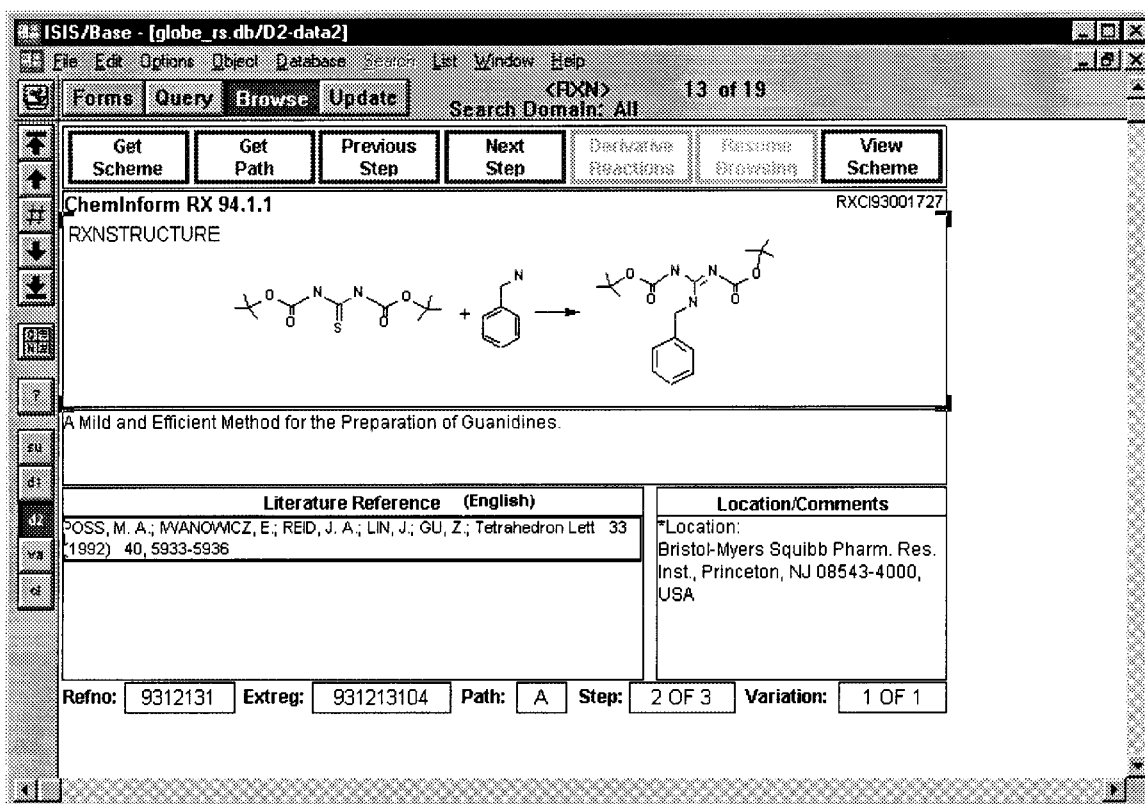 ISIS/Base - [globe_rs.db/D2-data2]
File Edit Options Object Database Search List Window Help
Forms Query Browse Update <RXN> 13 of 19
Search Domain: All
Get Scheme
Get Path
Previous Step
Next Step
Derivative Reactions
Resume Browsing
View Scheme
ChemInform RX 94.1.1 RXCI93001727
RXNSTRUCTURE
O N N O
O S O
+
N
O N N O
O N O
A Mild and Efficient Method for the Preparation of Guanidines.
Literature Reference (English)
POSS, M. A.; IWANOWICZ, E.; REID, J. A.; LIN, J.; GU, Z.; Tetrahedron Lett 33
(1992) 40, 5933-5936
Location/Comments
*Location:
Bristol-Myers Squibb Pharm. Res.
Inst., Princeton, NJ 08543-4000,
USA
Refno: 9312131 Extreg: 931213104 Path: A Step: 2 OF 3 Variation: 1 OF 1
?
su
d1
d2
va